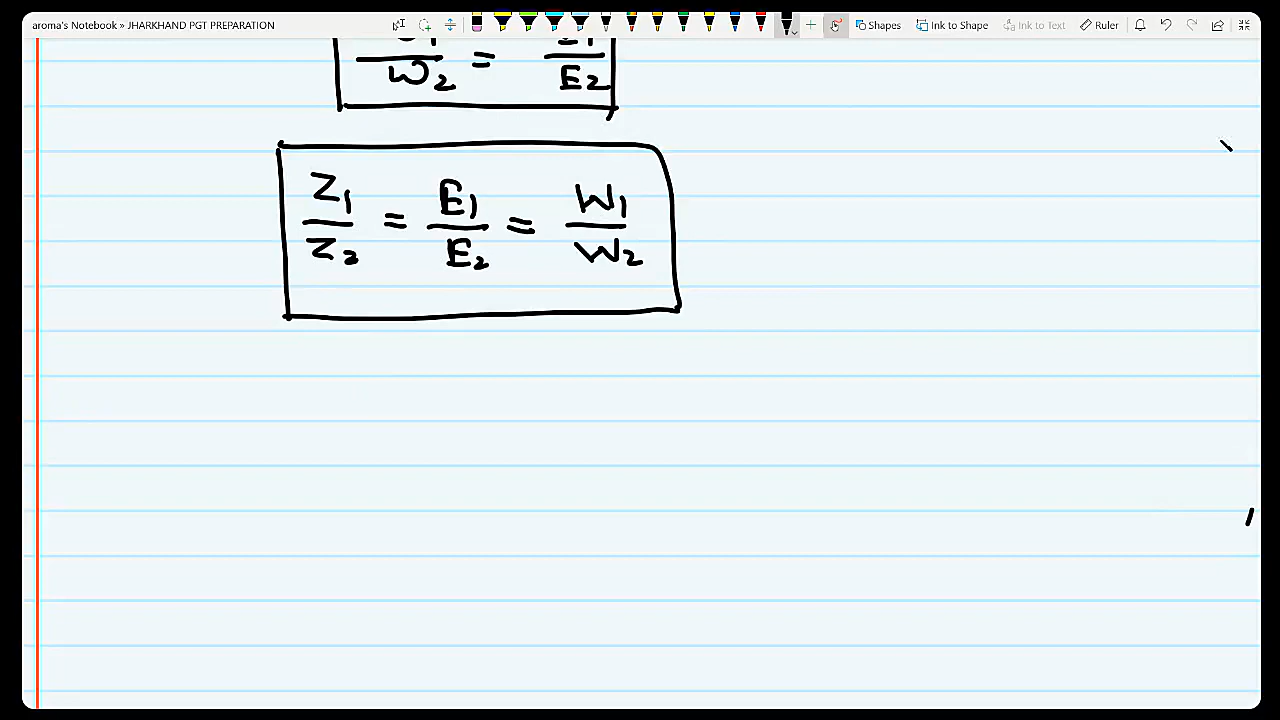 aroma's Notebook » JHARKHAND PGT PREPARATION
Shapes
Ink to Shape
Ink to Text
Ruler
W2 = E2
Z1/Z2 = E1/E2 = W1/W2